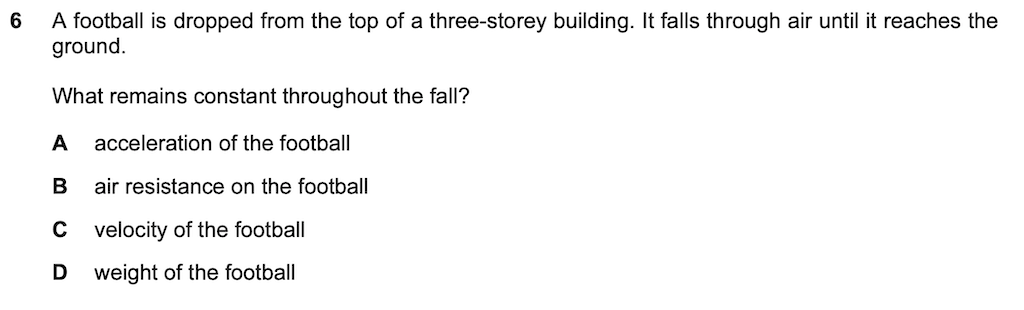 6 A football is dropped from the top of a three-storey building. It falls through air until it reaches the
ground.
What remains constant throughout the fall?
A acceleration of the football
B air resistance on the football
C velocity of the football
D weight of the football